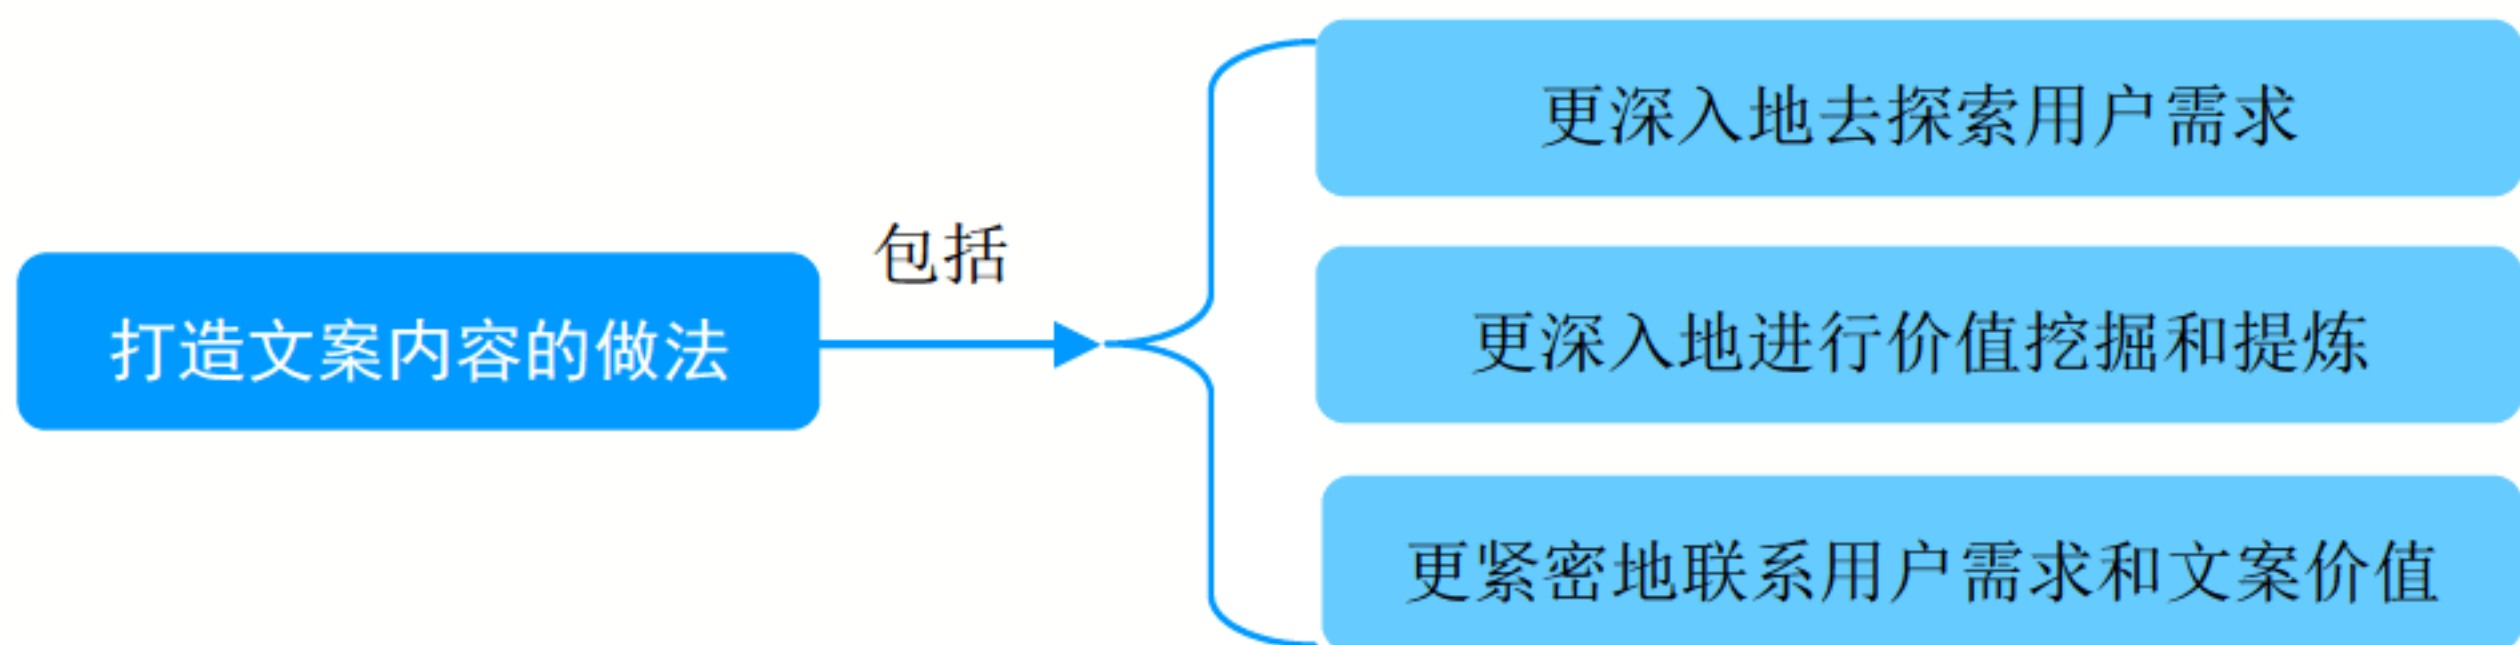 更深入地去探索用户需求
包括
打造文案内容的做法
更深入地进行价值挖掘和提炼
更紧密地联系用户需求和文案价值